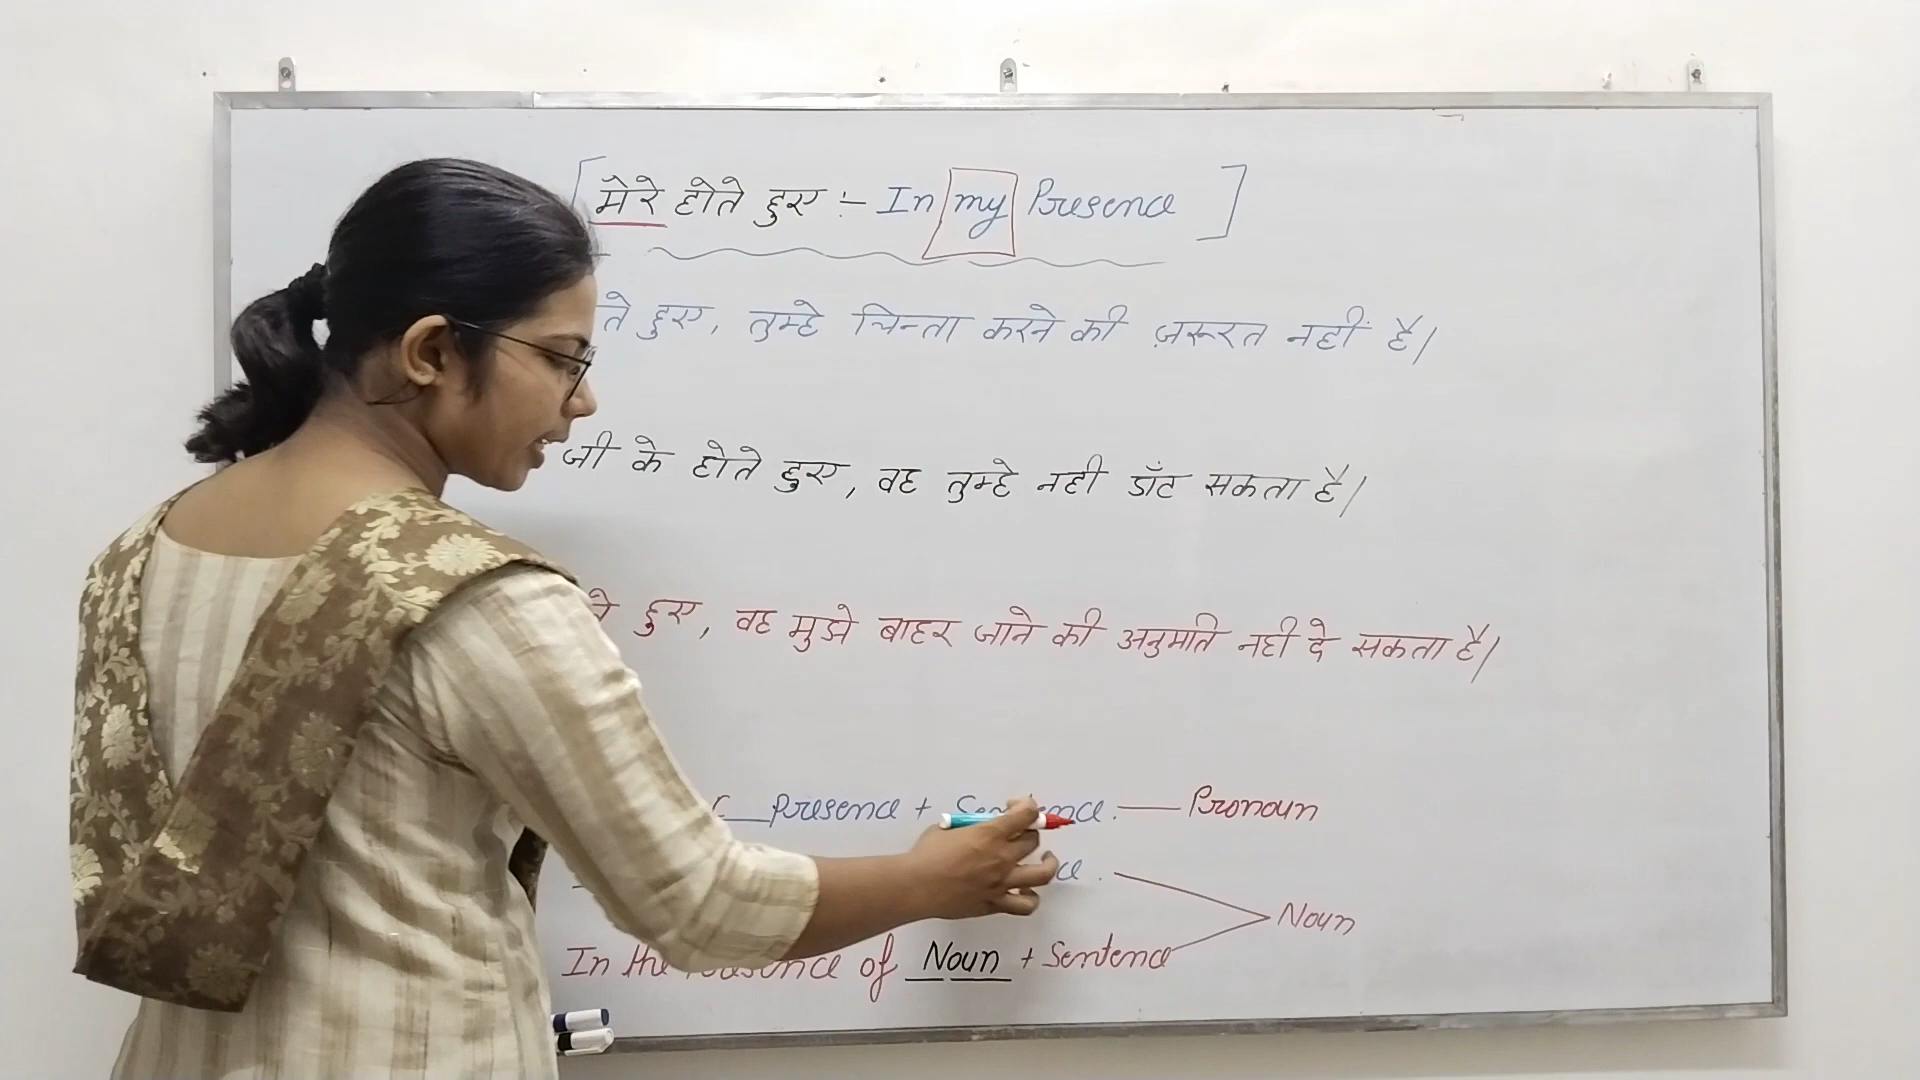 [मेरे होते हुए :- In my Presence]
ते हुए, तुम्हे चिन्ता करने की ज़रूरत नहीं है।
जी के होते हुए, वह तुम्हे नही डाँट सकता है।
हुए, वह मुझे बाहर जाने की अनुमति नही दे सकता है।
Presence + Sentence. — Pronoun
Noun
In the Presence of Noun + Sentence